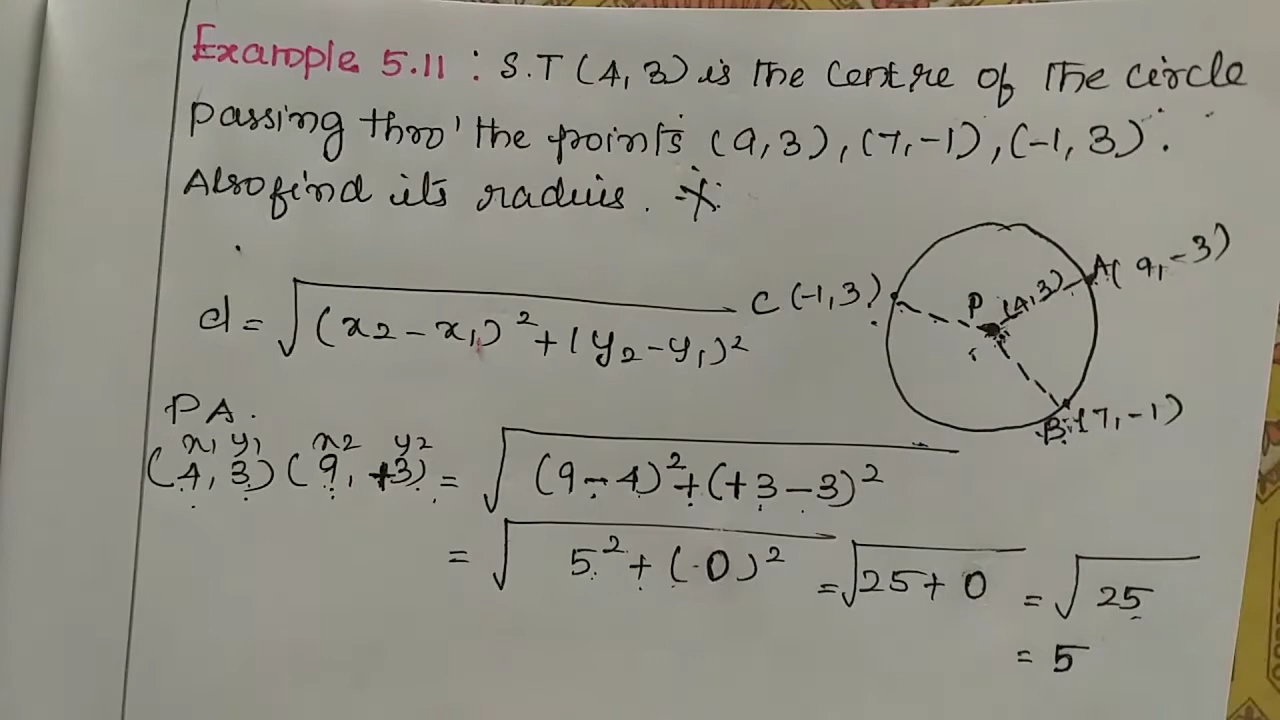 Example 5.11 : S.T (4, 3) is the Centre of the circle
passing thro' the points (9,3), (7,-1), (-1, 3).
Also find its radius.
d = √(x2 - x1)² + (y2 - y1)²
C (-1,3)
P (4,3)
A( 9, -3)
B (7, -1)
PA.
x1 y1 x2 y2
(4, 3) ( 9, +3) = √(9-4)² + (+3-3)²
= √5² + (0)² = √25 + 0 = √25
= 5